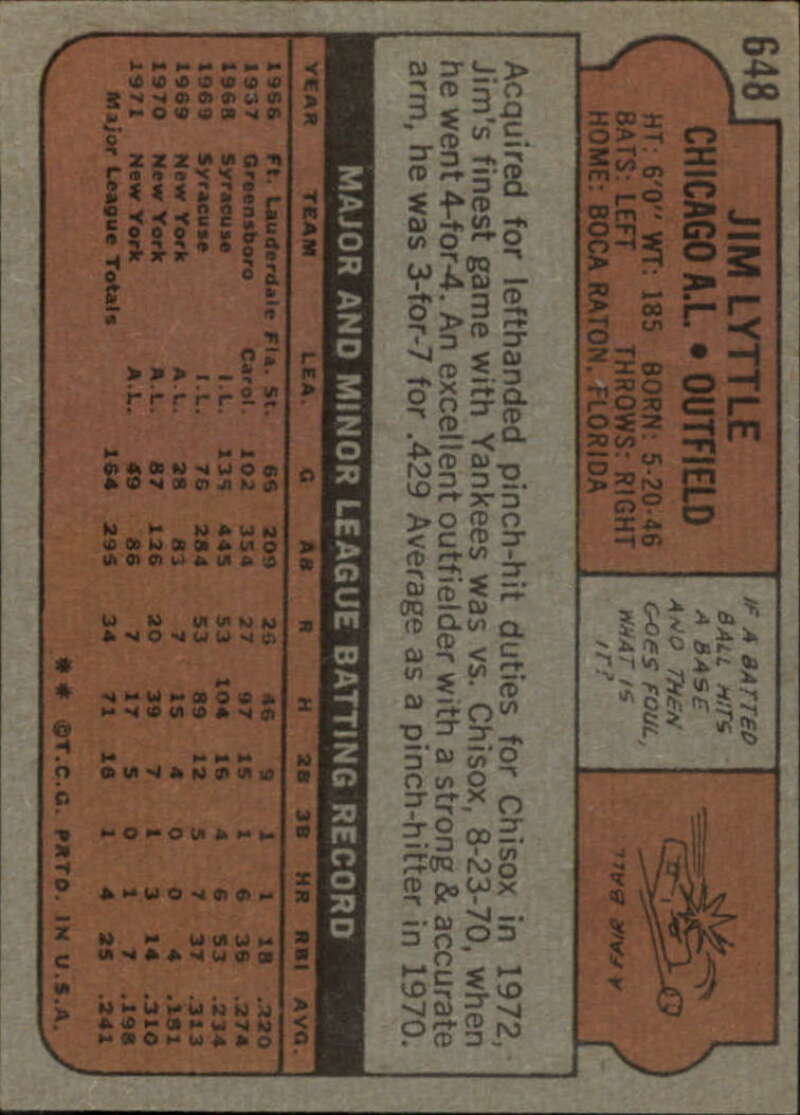 648
JIM LYTTLE
CHICAGO A.L. • OUTFIELD
HT: 6'0" WT: 185 BORN: 5-20-46
BATS: LEFT THROWS: RIGHT
HOME: BOCA RATON, FLORIDA
IF A BATTED
BALL HITS
A BASE
AND THEN
GOES FOUL,
WHAT IS
IT?
A FAIR BALL
Acquired for lefthanded pinch-hit duties for Chisox in 1972,
Jim's finest game with Yankees was vs. Chisox, 8-23-70, when
he went 4-for-4. An excellent outfielder with a strong & accurate
arm, he was 3-for-7 for .429 Average as a pinch-hitter in 1970.
MAJOR AND MINOR LEAGUE BATTING RECORD
YEAR TEAM LEA. G AB R H 2B 3B HR RBI AVG.
1966 Ft. Lauderdale Fla. St. 66 209 26 46 9 1 1 18 .220
1937 Greensboro Carol. 102 354 27 97 15 1 6 36 .274
1968 Syracuse I.L. 135 445 53 104 16 4 6 53 .234
1969 Syracuse I.L. 76 284 53 89 12 5 7 37 .313
1969 New York A.L. 28 83 7 15 4 0 0 4 .181
1970 New York A.L. 87 126 20 39 7 1 3 14 .310
1971 New York A.L. 49 86 7 17 5 0 1 7 .198
Major League Totals 164 295 34 71 16 1 4 25 .241
** ©T.C.G. PRTD. IN U.S.A.